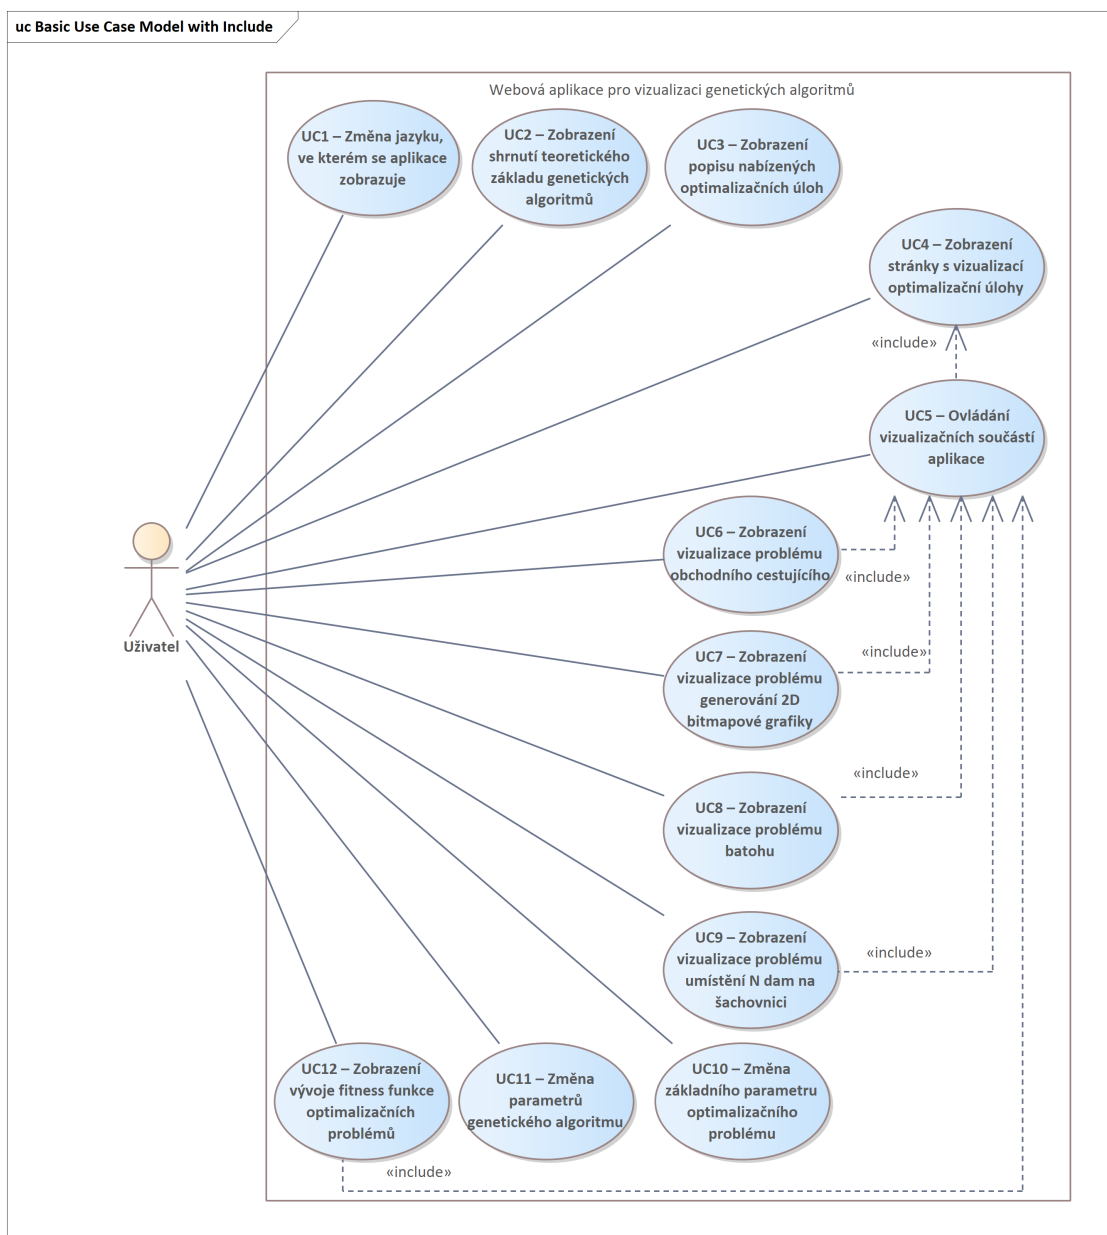 uc Basic Use Case Model with Include
Webová aplikace pro vizualizaci genetických algoritmů
UC1 – Změna jazyku,
ve kterém se aplikace
zobrazuje
UC2 – Zobrazení
shrnutí teoretického
základu genetických
algoritmů
UC3 – Zobrazení
popisu nabízených
optimalizačních úloh
UC4 – Zobrazení
stránky s vizualizací
optimalizační úlohy
«include»
UC5 – Ovládání
vizualizačních součástí
aplikace
UC6 – Zobrazení
vizualizace problému
obchodního cestujícího
«include»
Uživatel
UC7 – Zobrazení
vizualizace problému
generování 2D
bitmapové grafiky
«include»
UC8 – Zobrazení
vizualizace problému
batohu
«include»
UC9 – Zobrazení
vizualizace problému
umístění N dam na
šachovnici
«include»
UC12 – Zobrazení
vývoje fitness funkce
optimalizačních
problémů
UC11 – Změna
parametrů
genetického algoritmu
UC10 – Změna
základního parametru
optimalizačního
problému
«include»